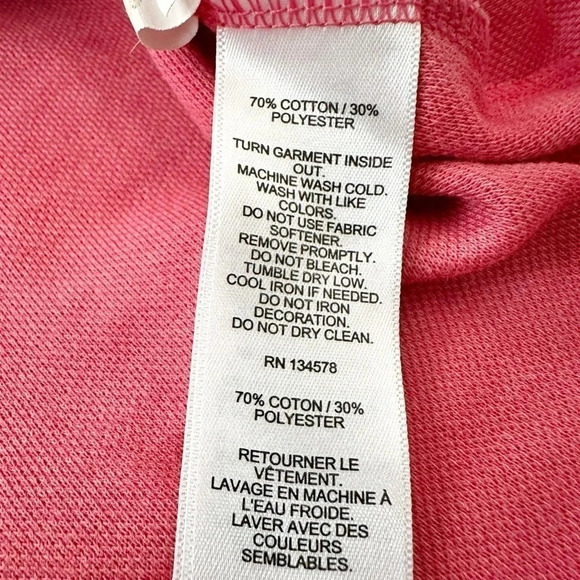 70% COTTON / 30%
POLYESTER
TURN GARMENT INSIDE
OUT.
MACHINE WASH COLD.
WASH WITH LIKE
COLORS.
DO NOT USE FABRIC
SOFTENER.
REMOVE PROMPTLY.
DO NOT BLEACH.
TUMBLE DRY LOW.
COOL IRON IF NEEDED.
DO NOT IRON
DECORATION.
DO NOT DRY CLEAN.
RN 134578
70% COTON / 30%
POLYESTER
RETOURNER LE
VÊTEMENT.
LAVAGE EN MACHINE À
L'EAU FROIDE.
LAVER AVEC DES
COULEURS
SEMBLABLES.